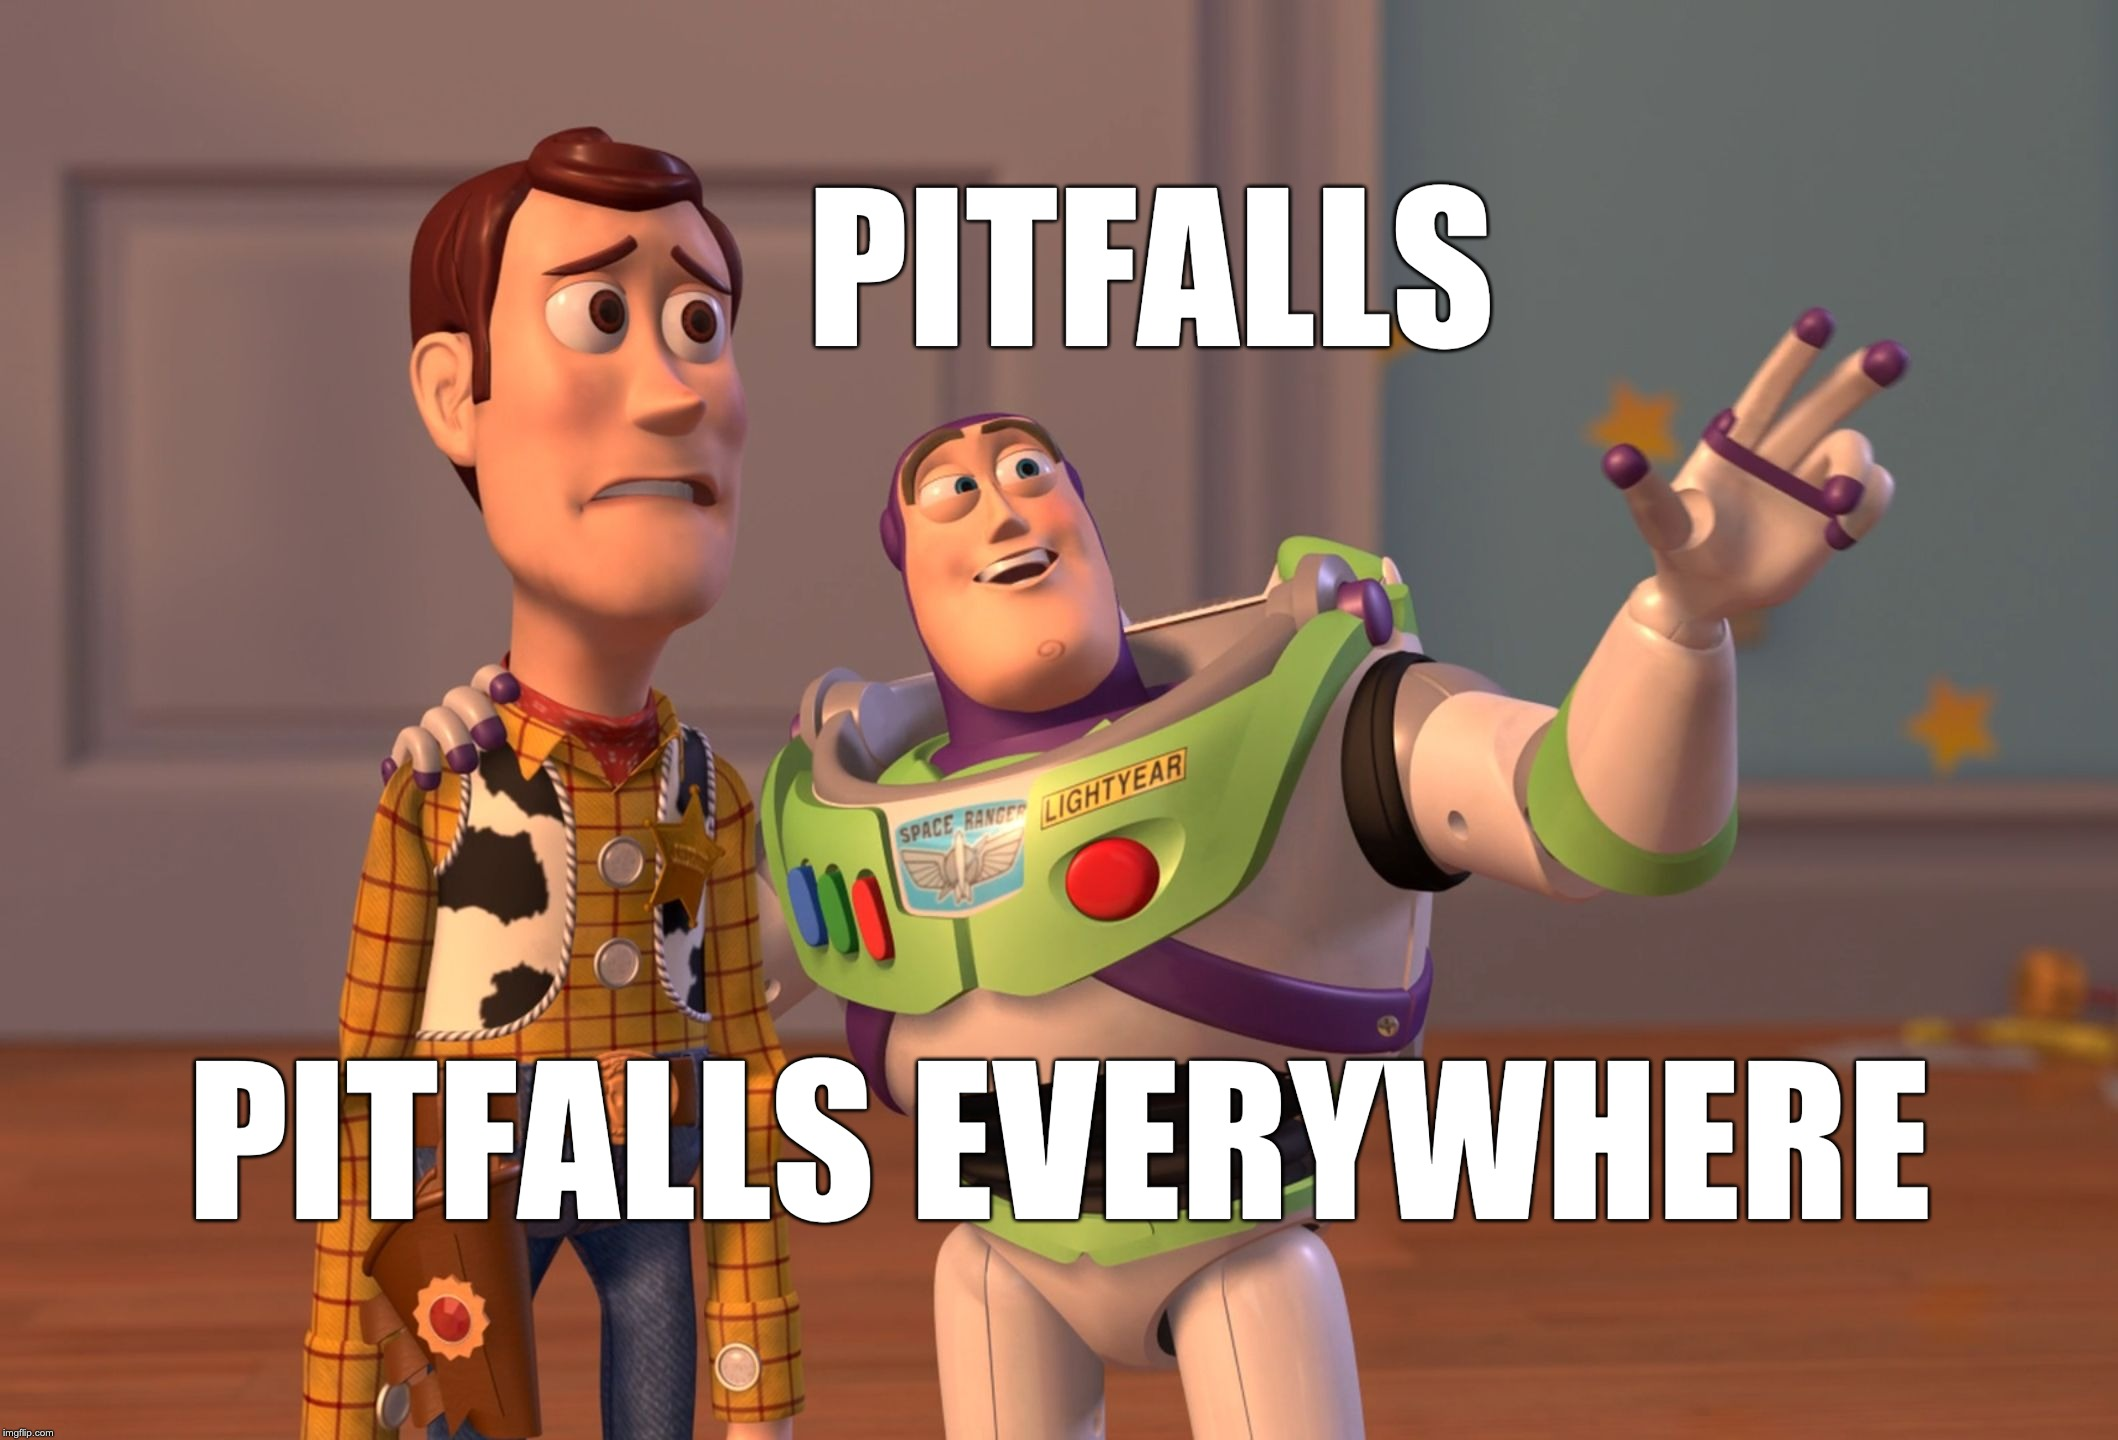 PITFALLS
SPACE RANGER
LIGHTYEAR
PITFALLS EVERYWHERE
imgflip.com